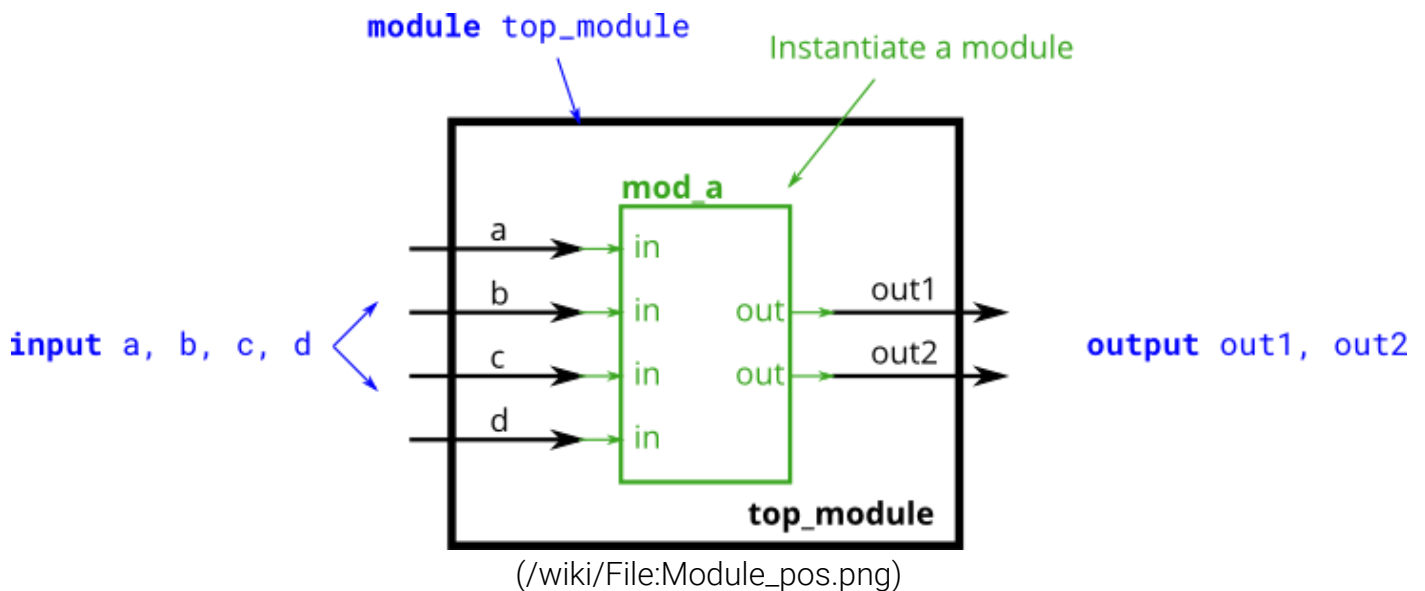 module top_module
Instantiate a module
mod_a
a
in
b
in
out
out1
input a, b, c, d
output out1, out2
c
in
out
out2
d
in
top_module
(/wiki/File:Module_pos.png)